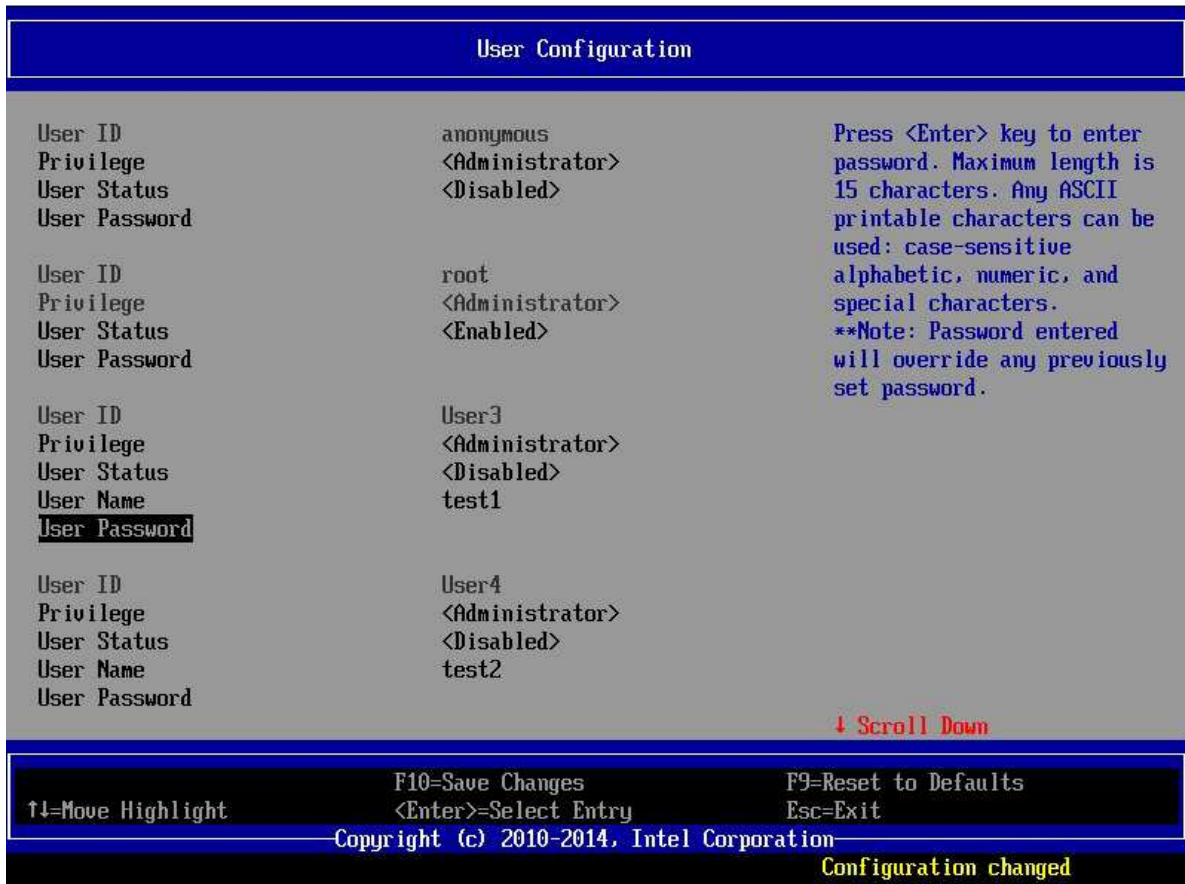 User Configuration
User ID anonymous
Privilege <Administrator>
User Status <Disabled>
User Password
User ID root
Privilege <Administrator>
User Status <Enabled>
User Password
User ID User3
Privilege <Administrator>
User Status <Disabled>
User Name test1
User Password
User ID User4
Privilege <Administrator>
User Status <Disabled>
User Name test2
User Password
Press <Enter> key to enter
password. Maximum length is
15 characters. Any ASCII
printable characters can be
used: case-sensitive
alphabetic, numeric, and
special characters.
**Note: Password entered
will override any previously
set password.
↓ Scroll Down
F10=Save Changes F9=Reset to Defaults
↑↓=Move Highlight <Enter>=Select Entry Esc=Exit
Copyright (c) 2010-2014, Intel Corporation
Configuration changed